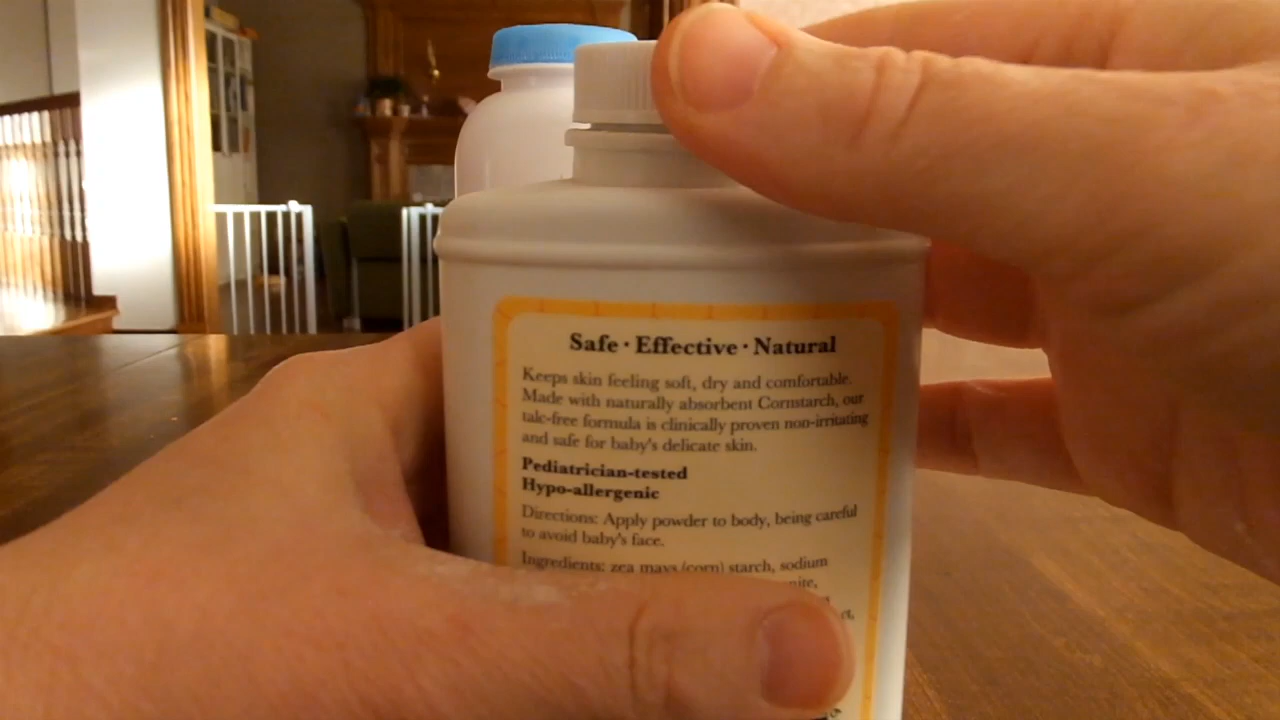 Safe · Effective · Natural
Keeps skin feeling soft, dry and comfortable.
Made with naturally absorbent Cornstarch, our
talc-free formula is clinically proven non-irritating
and safe for baby's delicate skin.
Pediatrician-tested
Hypo-allergenic
Directions: Apply powder to body, being careful
to avoid baby's face.
Ingredients: zea mays (corn) starch, sodium